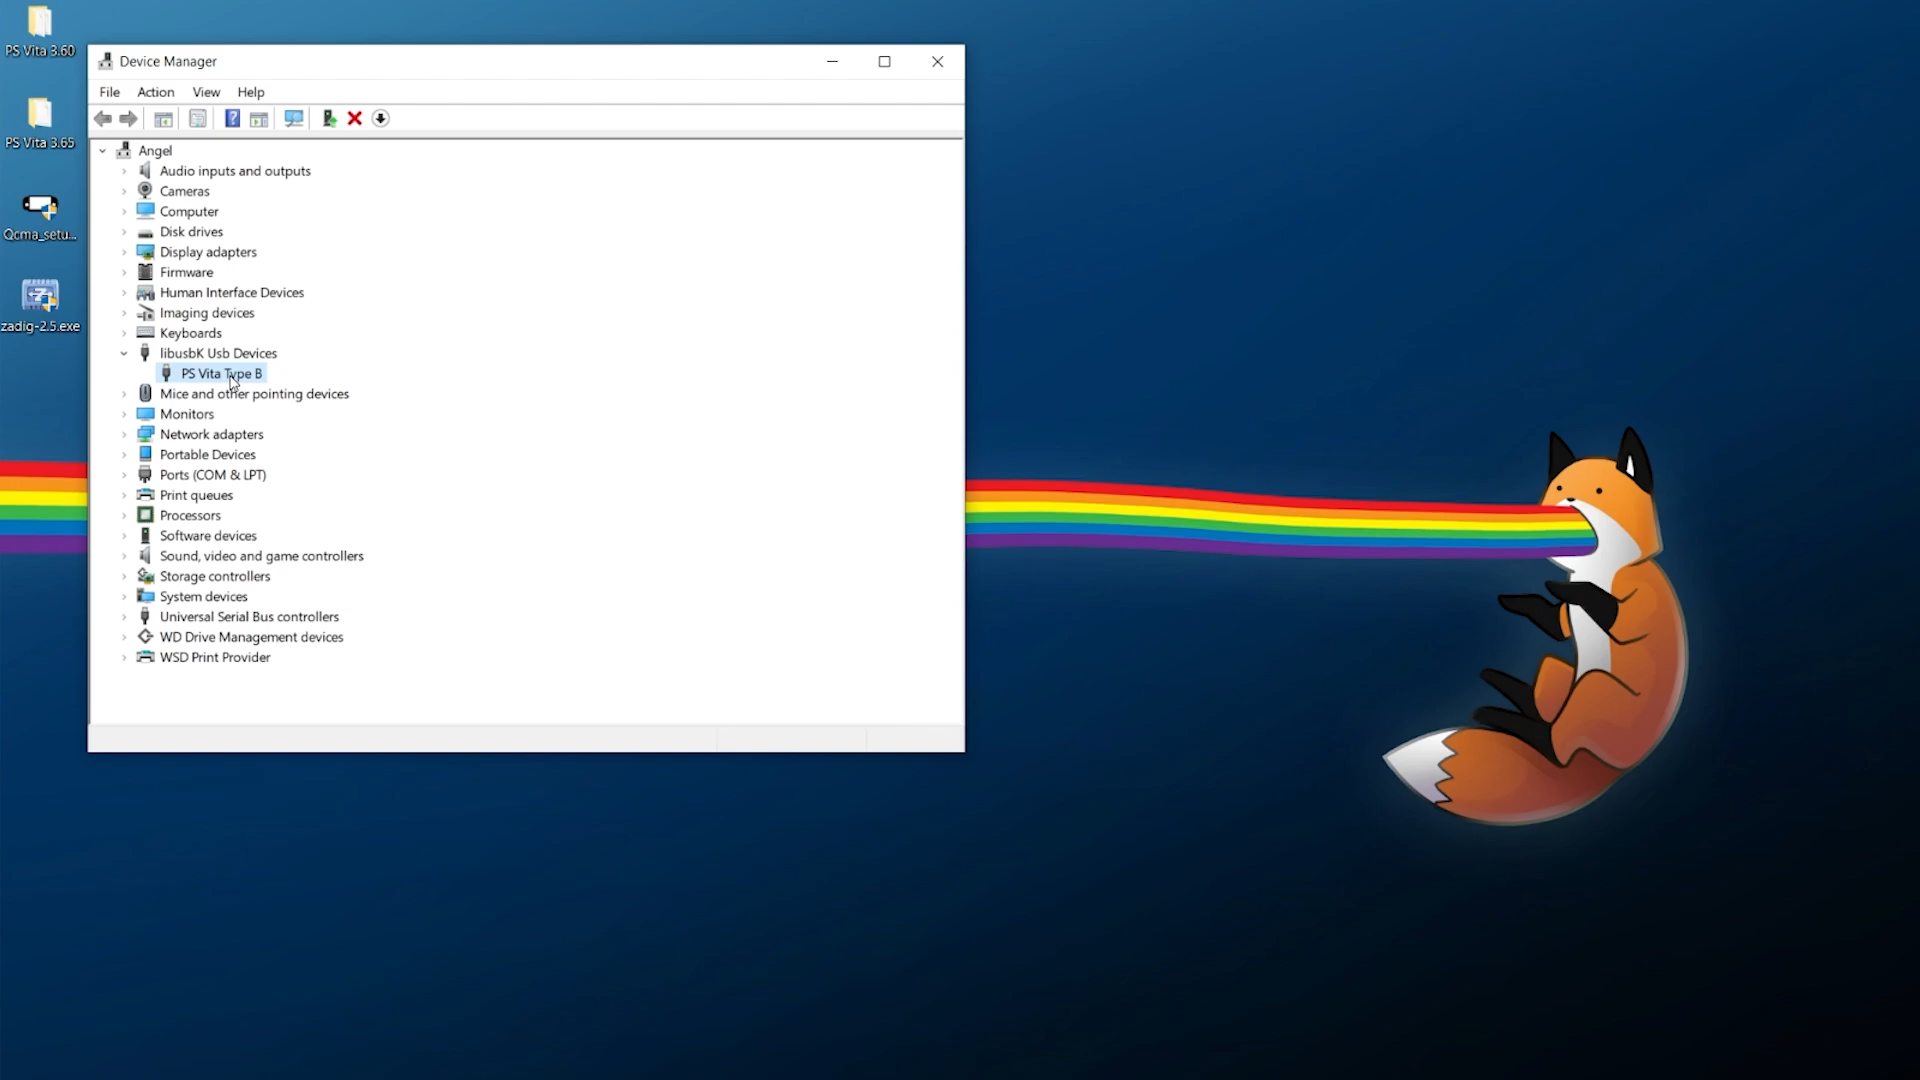 PS Vita 3.60
PS Vita 3.65
Qcma_setu...
zadig-2.5.exe
Device Manager
File Action View Help
Angel
Audio inputs and outputs
Cameras
Computer
Disk drives
Display adapters
Firmware
Human Interface Devices
Imaging devices
Keyboards
libusbK Usb Devices
PS Vita Type B
Mice and other pointing devices
Monitors
Network adapters
Portable Devices
Ports (COM & LPT)
Print queues
Processors
Software devices
Sound, video and game controllers
Storage controllers
System devices
Universal Serial Bus controllers
WD Drive Management devices
WSD Print Provider